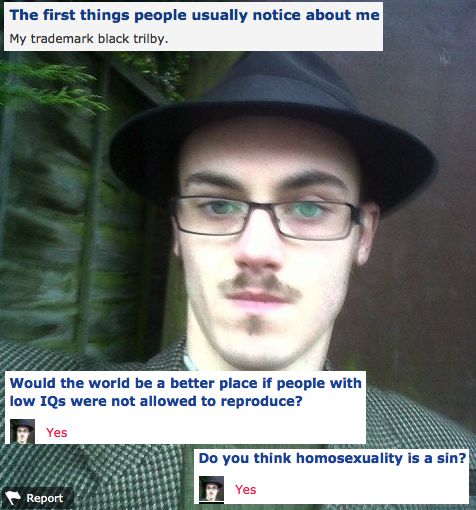 The first things people usually notice about me
My trademark black trilby.
Would the world be a better place if people with
low IQs were not allowed to reproduce?
Yes
Do you think homosexuality is a sin?
Yes
Report